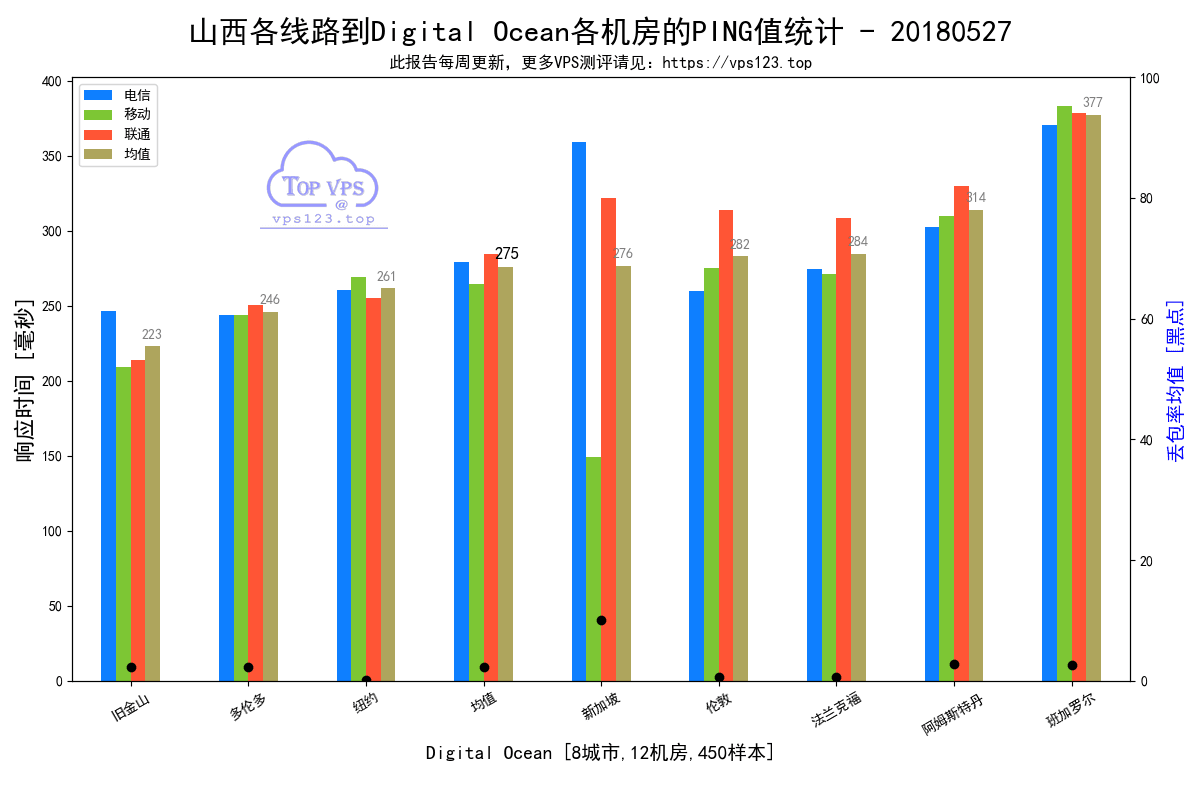 山西各线路到Digital Ocean各机房的PING值统计 - 20180527
此报告每周更新，更多VPS测评请见：https://vps123.top
电信
移动
联通
均值
TOP VPS
@
vps123.top
响应时间 [毫秒]
400
350
300
250
200
150
100
50
0
223
246
261
275
276
282
284
314
377
100
80
60
40
20
0
丢包率均值 [黑点]
旧金山
多伦多
纽约
均值
新加坡
伦敦
法兰克福
阿姆斯特丹
班加罗尔
Digital Ocean [8城市,12机房,450样本]